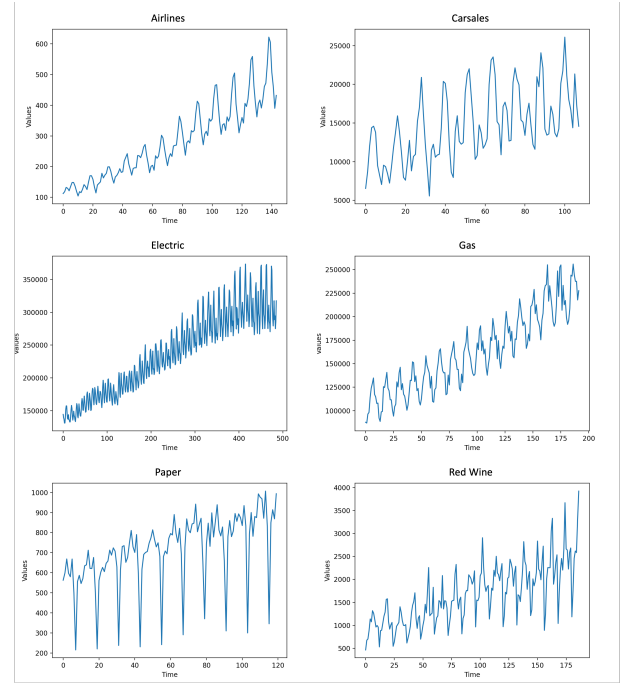 Airlines
600
500
400
300
200
100
Values
0 20 40 60 80 100 120 140
Time
Carsales
25000
20000
15000
10000
5000
Values
0 20 40 60 80 100
Time
Electric
350000
300000
250000
200000
150000
values
0 100 200 300 400 500
Time
Gas
250000
225000
200000
175000
150000
125000
100000
values
0 25 50 75 100 125 150 175 200
Time
Paper
1000
900
800
700
600
500
400
300
200
Values
0 20 40 60 80 100 120
Time
Red Wine
4000
3500
3000
2500
2000
1500
1000
500
Values
0 25 50 75 100 125 150 175
Time